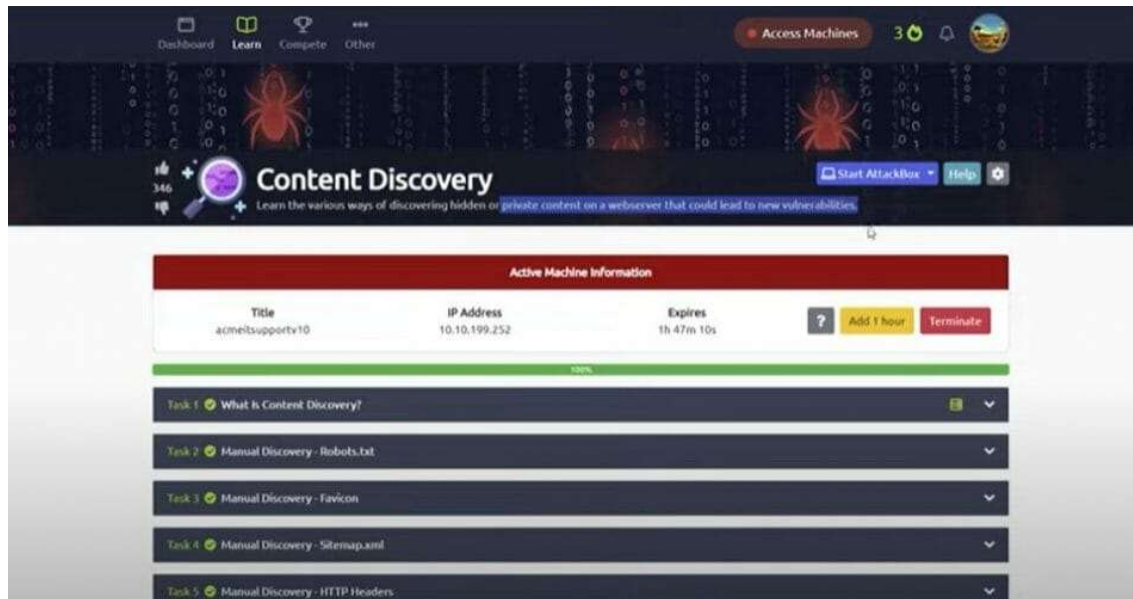 Dashboard Learn Compete Other
Access Machines 3
346
Content Discovery
Start AttackBox Help
Learn the various ways of discovering hidden or private content on a webserver that could lead to new vulnerabilities.
Active Machine Information
Title IP Address Expires
acmeitsupportv10 10.10.199.252 1h 47m 10s
? Add 1 hour Terminate
100%
Task 1 What Is Content Discovery?
Task 2 Manual Discovery - Robots.txt
Task 3 Manual Discovery - Favicon
Task 4 Manual Discovery - Sitemap.xml
Task 5 Manual Discovery - HTTP Headers